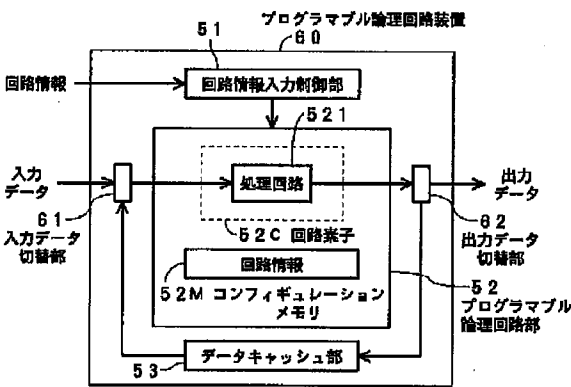 プログラマブル論理回路装置
51
60
回路情報
回路情報入力制御部
521
入力
データ
処理回路
出力
データ
61
入力データ
切替部
52C 回路素子
62
出力データ
切替部
回路情報
52M コンフィギュレーション
メモリ
52
プログラマブル
論理回路部
データキャッシュ部
53